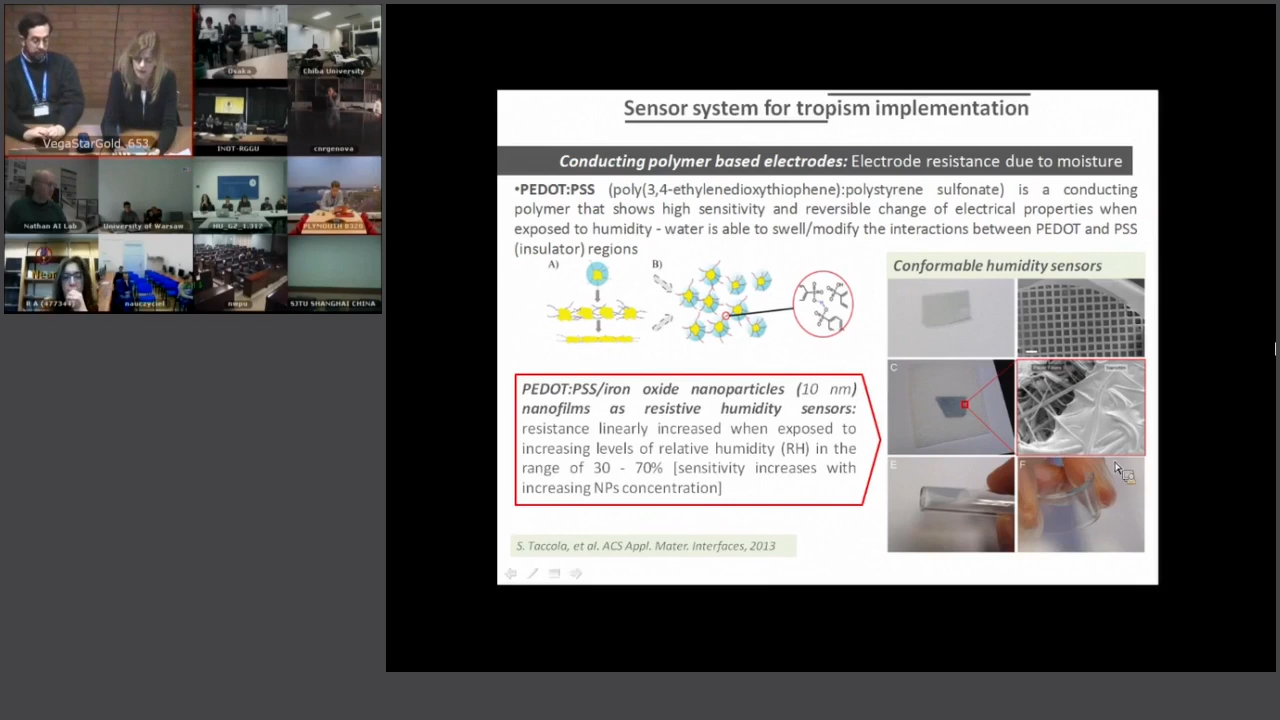 VegaStarGold_653
Osaka
Chiba University
INOT-RGGU
cnrgenova
Nathan AI Lab
University of Warsaw
HU_G2_1.312
PLYMOUTH B320
R A (47734)
nauczyciel
nwpu
SJTU SHANGHAI CHINA
Sensor system for tropism implementation
Conducting polymer based electrodes: Electrode resistance due to moisture
•PEDOT:PSS (poly(3,4-ethylenedioxythiophene):polystyrene sulfonate) is a conducting
polymer that shows high sensitivity and reversible change of electrical properties when
exposed to humidity - water is able to swell/modify the interactions between PEDOT and PSS
(insulator) regions
A)
B)
Conformable humidity sensors
C
E
F
PEDOT:PSS/iron oxide nanoparticles (10 nm)
nanofilms as resistive humidity sensors:
resistance linearly increased when exposed to
increasing levels of relative humidity (RH) in the
range of 30 - 70% [sensitivity increases with
increasing NPs concentration]
S. Taccola, et al. ACS Appl. Mater. Interfaces, 2013